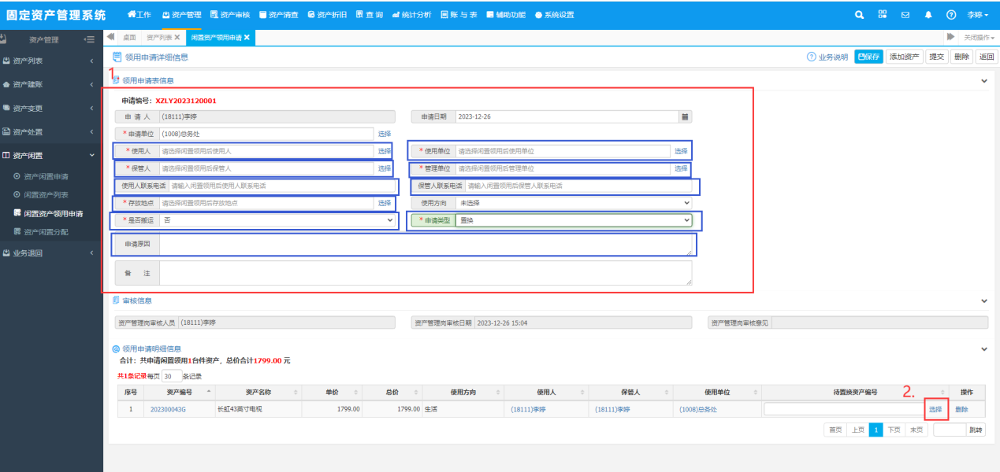 固定资产管理系统 我工作 资产管理 资产审核 资产清查 资产折旧 查 询 统计分析 账 与 表 辅助功能 系统设置 李婷
资产管理 桌面 资产列表 闲置资产领用申请 关闭操作
资产列表
资产建账
资产变更
资产处置
资产闲置
资产闲置申请
闲置资产列表
闲置资产领用申请
资产闲置分配
业务退回
领用申请详细信息 业务说明 保存 添加资产 提交 删除 返回
1.
领用申请表信息
申请编号: XZLY2023120001
申 请 人 (18111)李婷 申请日期 2023-12-26
* 申请单位 (1008)总务处 选择
* 使用人 请选择闲置领用后使用人 选择 * 使用单位 请选择闲置领用后使用单位 选择
* 保管人 请选择闲置领用后保管人 选择 * 管理单位 请选择闲置领用后管理单位 选择
使用人联系电话 请输入闲置领用后使用人联系电话 保管人联系电话 请输入闲置领用后保管人联系电话
* 存放地点 请选择闲置领用后存放地点 选择 使用方向 未选择
* 是否搬运 否 * 申请类型 置换
申请原因
备 注
审核信息
资产管理岗审核人员 (18111)李婷 资产管理岗审核日期 2023-12-26 15:04 资产管理岗审核意见
领用申请明细信息
合计: 共申请闲置领用1台件资产, 总价合计1799.00 元
共1条记录每页 30 条记录
序号 资产编号 资产名称 单价 总价 使用方向 使用人 保管人 使用单位 待置换资产编号 2. 操作
1 202300043G 长虹43英寸电视 1799.00 1799.00 生活 (18111)李婷 (18111)李婷 (1008)总务处 选择 删除
首页 上页 1 下页 末页 跳转